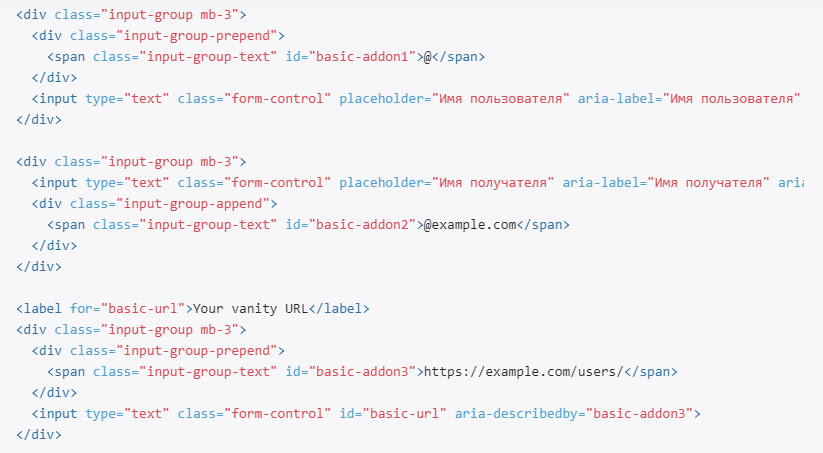 <div class="input-group mb-3">
<div class="input-group-prepend">
<span class="input-group-text" id="basic-addon1">@</span>
</div>
<input type="text" class="form-control" placeholder="Имя пользователя" aria-label="Имя пользователя"
</div>
<div class="input-group mb-3">
<input type="text" class="form-control" placeholder="Имя получателя" aria-label="Имя получателя" aria
<div class="input-group-append">
<span class="input-group-text" id="basic-addon2">@example.com</span>
</div>
</div>
<label for="basic-url">Your vanity URL</label>
<div class="input-group mb-3">
<div class="input-group-prepend">
<span class="input-group-text" id="basic-addon3">https://example.com/users/</span>
</div>
<input type="text" class="form-control" id="basic-url" aria-describedby="basic-addon3">
</div>